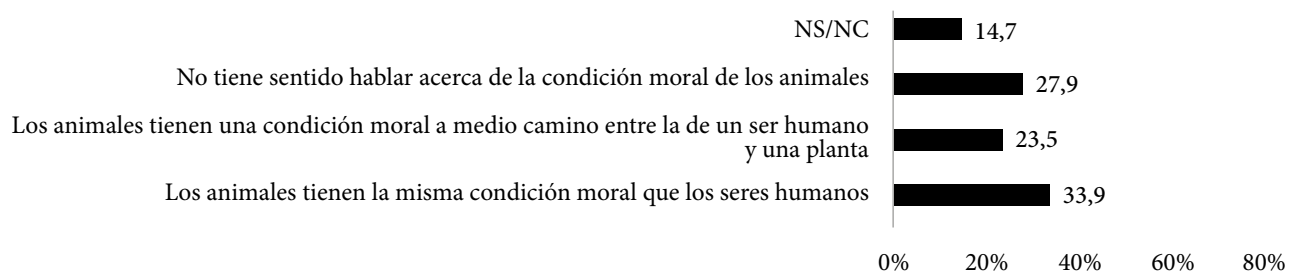 NS/NC 14,7
No tiene sentido hablar acerca de la condición moral de los animales 27,9
Los animales tienen una condición moral a medio camino entre la de un ser humano
y una planta 23,5
Los animales tienen la misma condición moral que los seres humanos 33,9
0% 20% 40% 60% 80%